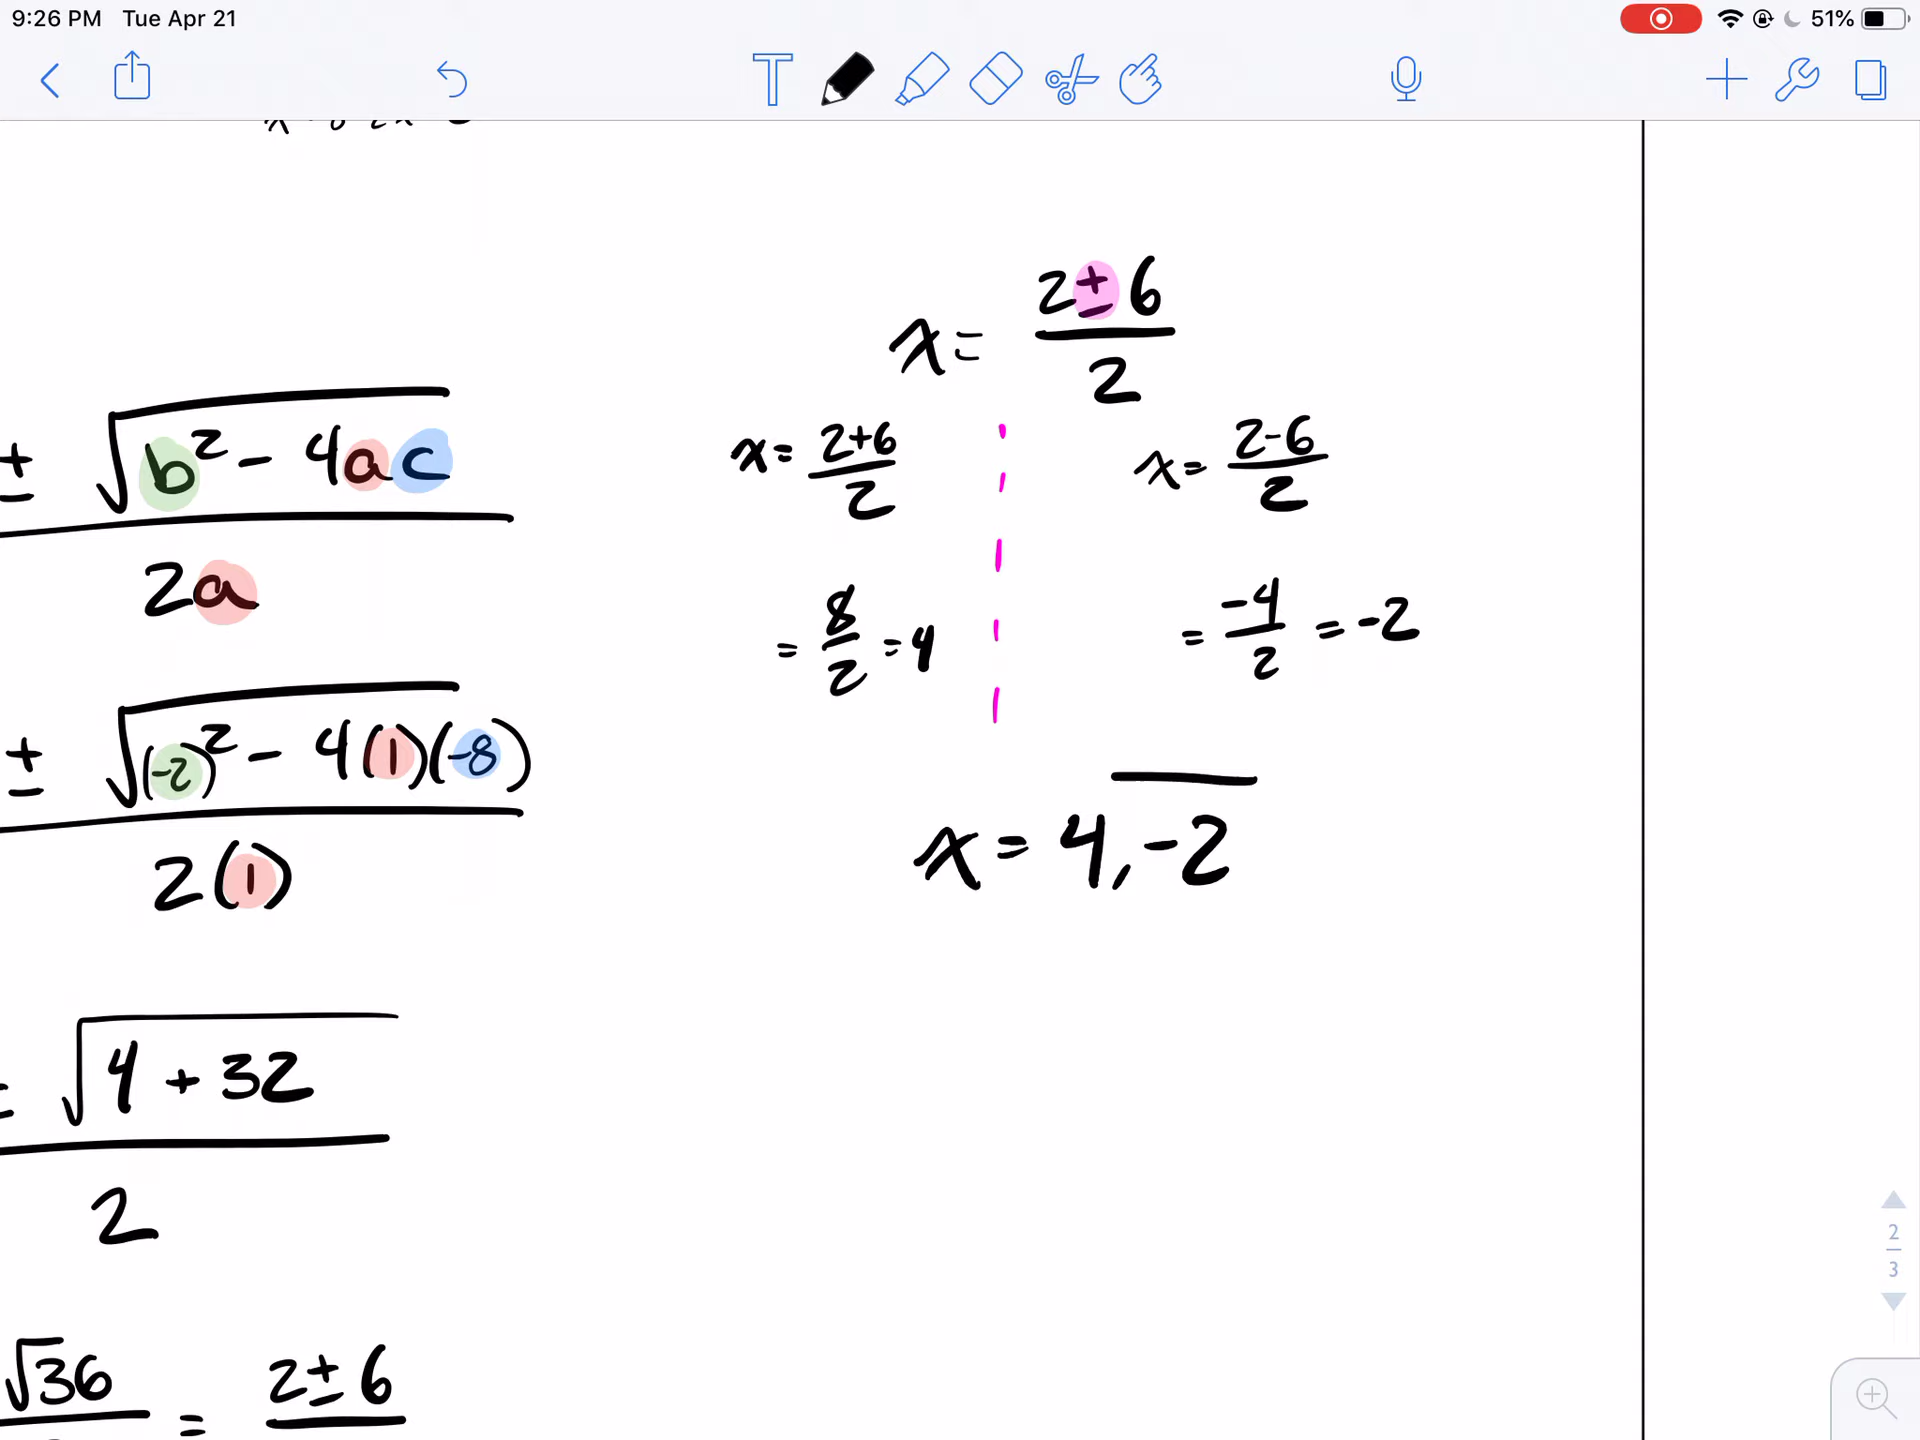 9:26 PM Tue Apr 21
51%
T
x = 2 ± 6
2
x = 2+6
2
x = 2-6
2
= 8 = 4
2
= -4 = -2
2
x = 4, -2
± √b² - 4ac
2a
± √(-2)² - 4(1)(-8)
2(1)
√4 + 32
2
√36 = 2 ± 6
2
3